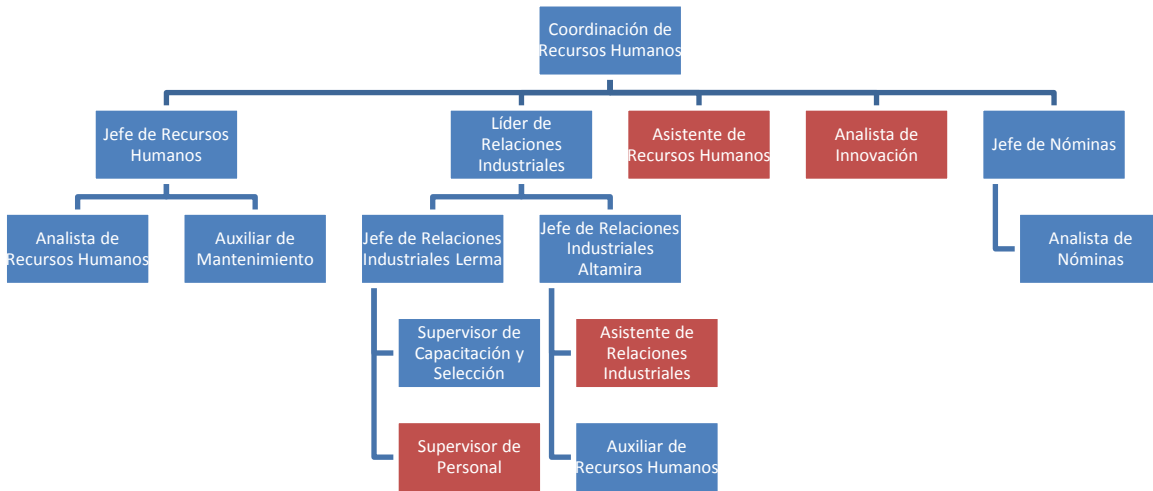 Coordinación de
Recursos Humanos
Jefe de Recursos
Humanos
Líder de
Relaciones
Industriales
Asistente de
Recursos Humanos
Analista de
Innovación
Jefe de Nóminas
Analista de
Recursos Humanos
Auxiliar de
Mantenimiento
Jefe de Relaciones
Industriales Lerma
Jefe de Relaciones
Industriales
Altamira
Analista de
Nóminas
Supervisor de
Capacitación y
Selección
Asistente de
Relaciones
Industriales
Supervisor de
Personal
Auxiliar de
Recursos Humanos